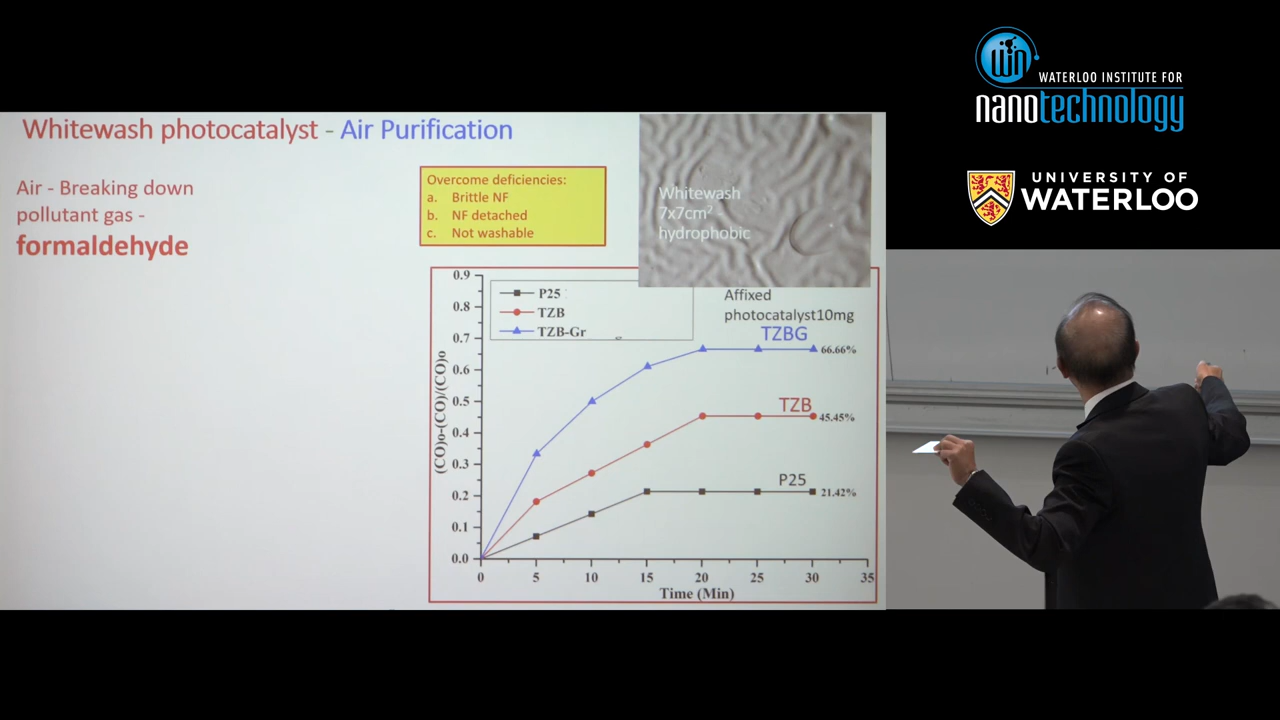 WATERLOO INSTITUTE FOR
nanotechnology
UNIVERSITY OF
WATERLOO
Whitewash photocatalyst - Air Purification
Air - Breaking down
pollutant gas -
formaldehyde
Overcome deficiencies:
a. Brittle NF
b. NF detached
c. Not washable
Whitewash
7x7cm² -
hydrophobic
Affixed
photocatalyst10mg
P25
TZB
TZB-Gr
TZBG
66.66%
TZB
45.45%
P25
21.42%
(CO)o-(CO)/(CO)o
0.9
0.8
0.7
0.6
0.5
0.4
0.3
0.2
0.1
0.0
0 5 10 15 20 25 30 35
Time (Min)